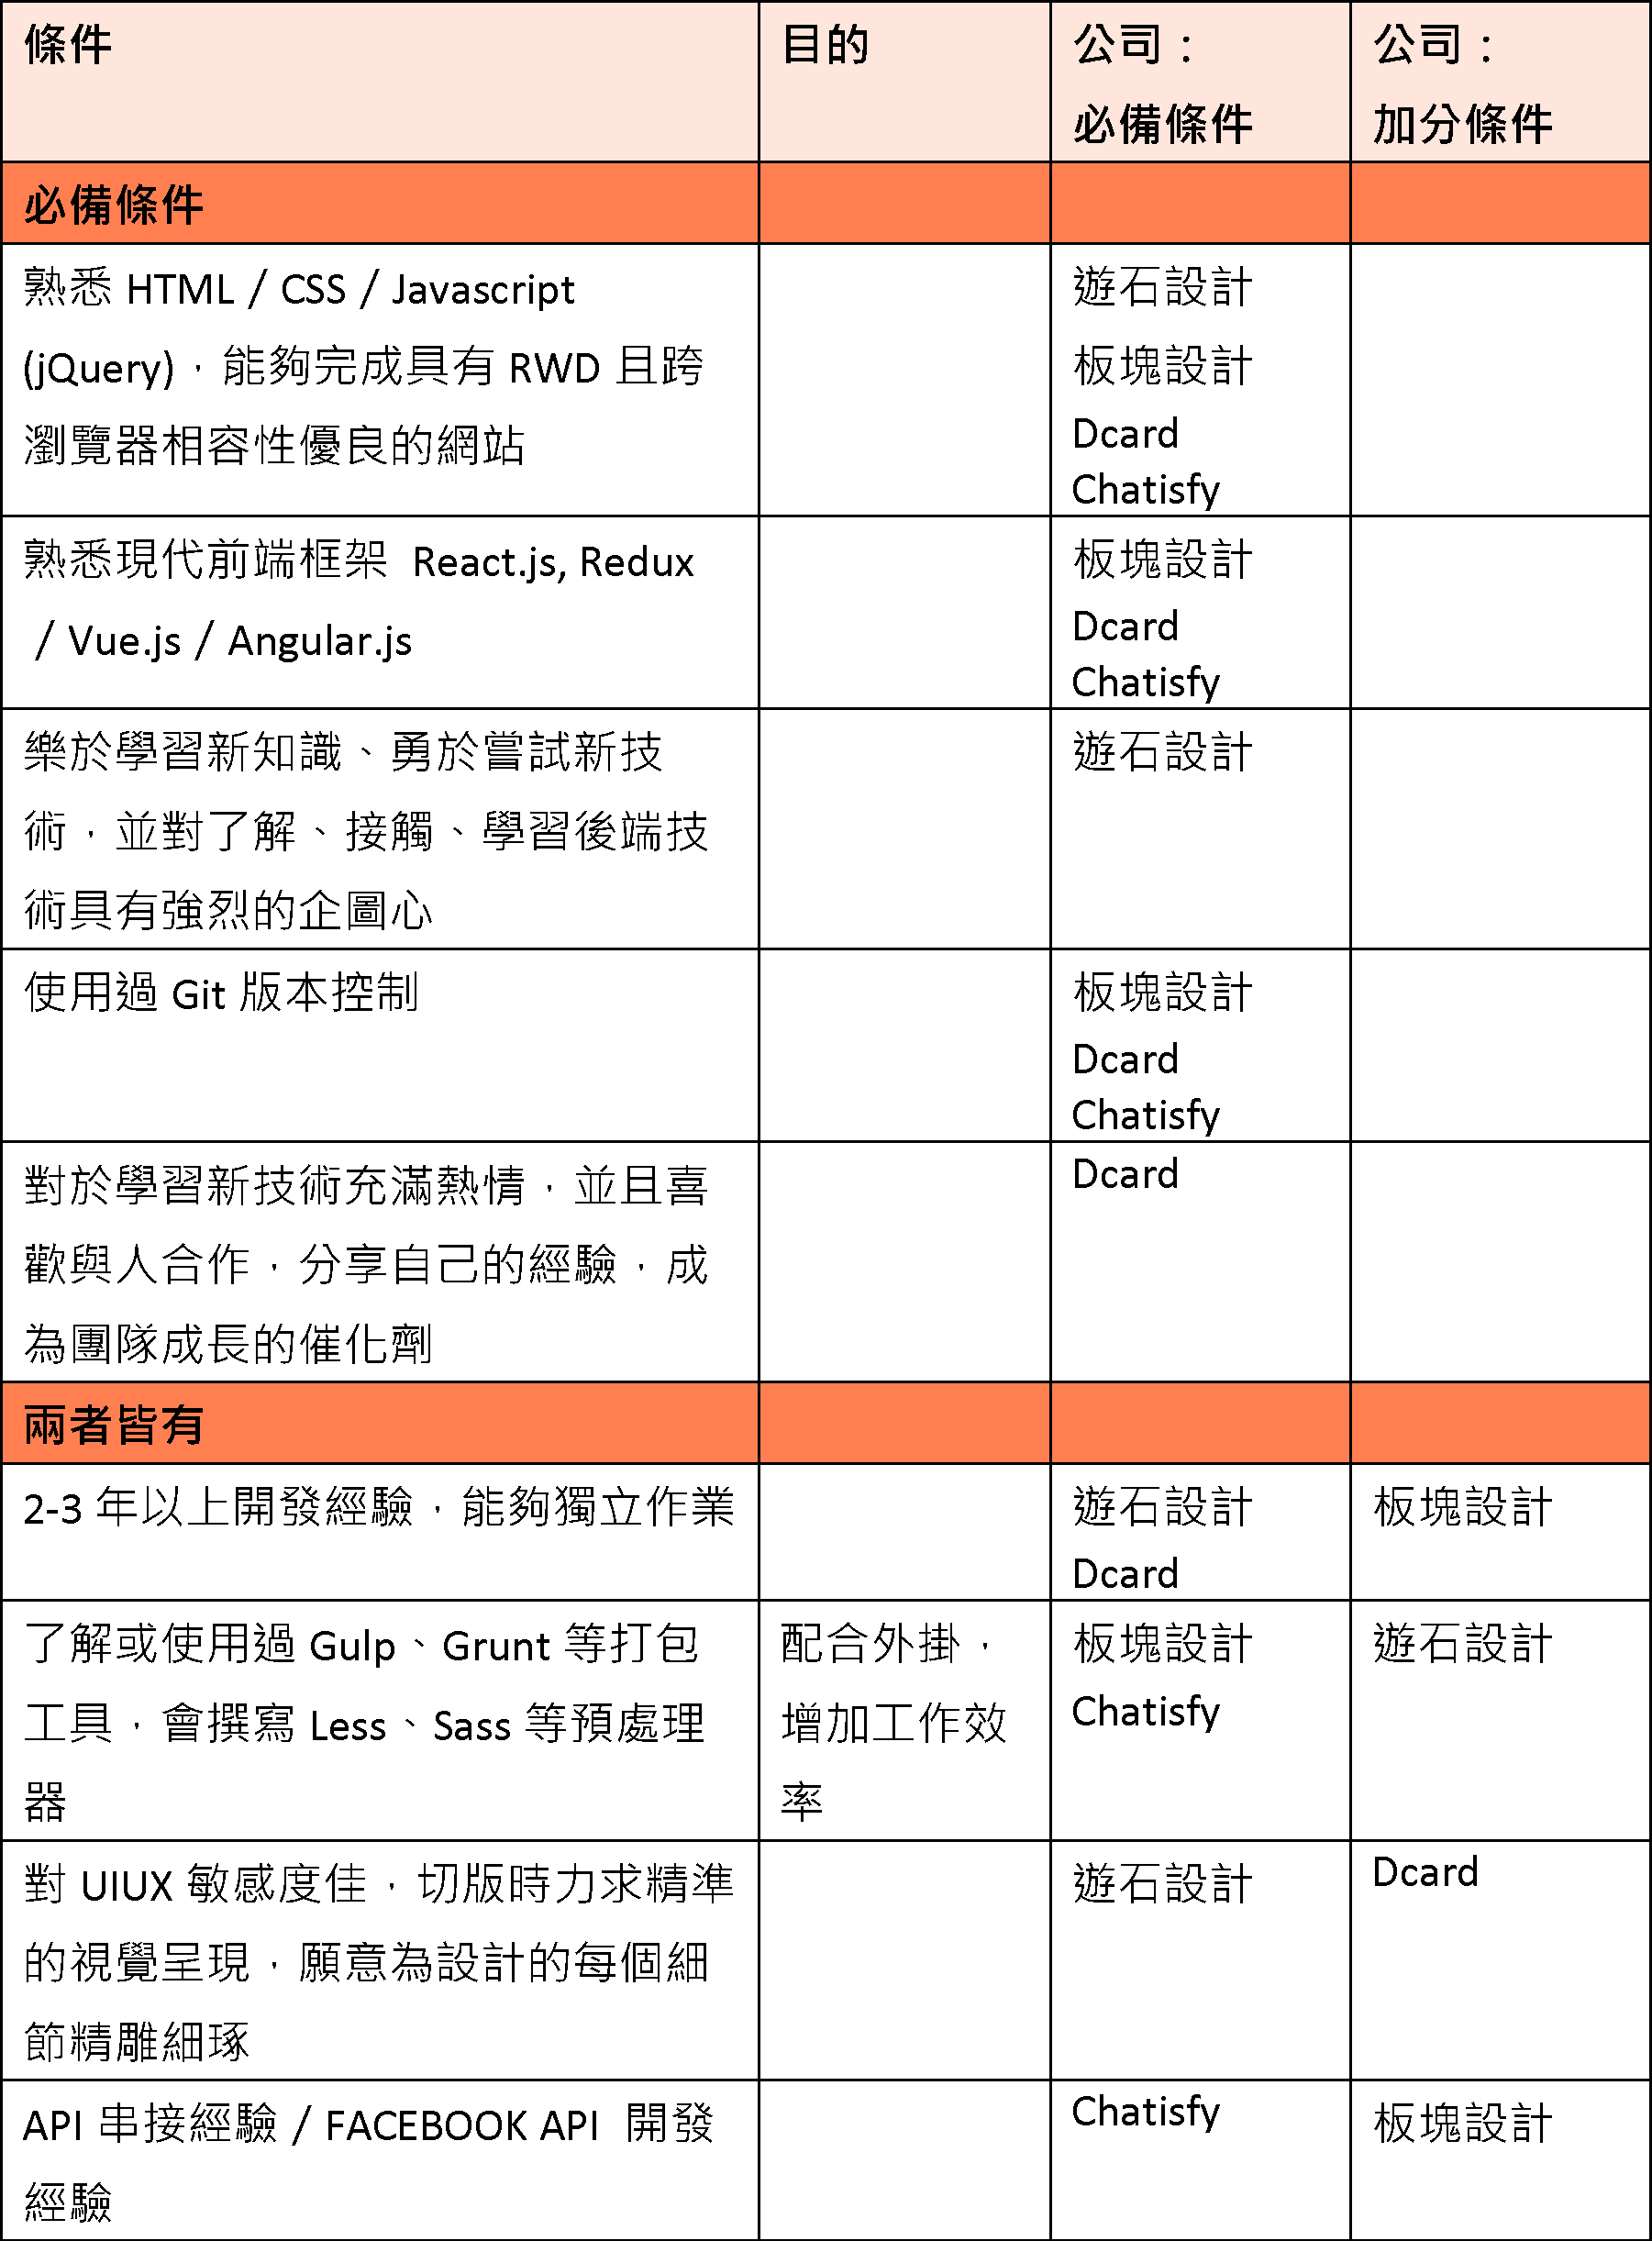 條件
目的
公司：
必備條件
公司：
加分條件
必備條件
熟悉 HTML / CSS / Javascript
(jQuery)，能夠完成具有 RWD 且跨
瀏覽器相容性優良的網站
遊石設計
板塊設計
Dcard
Chatisfy
熟悉現代前端框架 React.js, Redux
/ Vue.js / Angular.js
板塊設計
Dcard
Chatisfy
樂於學習新知識、勇於嘗試新技
術，並對了解、接觸、學習後端技
術具有強烈的企圖心
遊石設計
使用過 Git 版本控制
板塊設計
Dcard
Chatisfy
對於學習新技術充滿熱情，並且喜
歡與人合作，分享自己的經驗，成
為團隊成長的催化劑
Dcard
兩者皆有
2-3 年以上開發經驗，能夠獨立作業
遊石設計
Dcard
板塊設計
了解或使用過 Gulp、Grunt 等打包
工具，會撰寫 Less、Sass 等預處理
器
配合外掛，
增加工作效
率
板塊設計
Chatisfy
遊石設計
對 UIUX 敏感度佳，切版時力求精準
的視覺呈現，願意為設計的每個細
節精雕細琢
遊石設計
Dcard
API 串接經驗 / FACEBOOK API 開發
經驗
Chatisfy
板塊設計